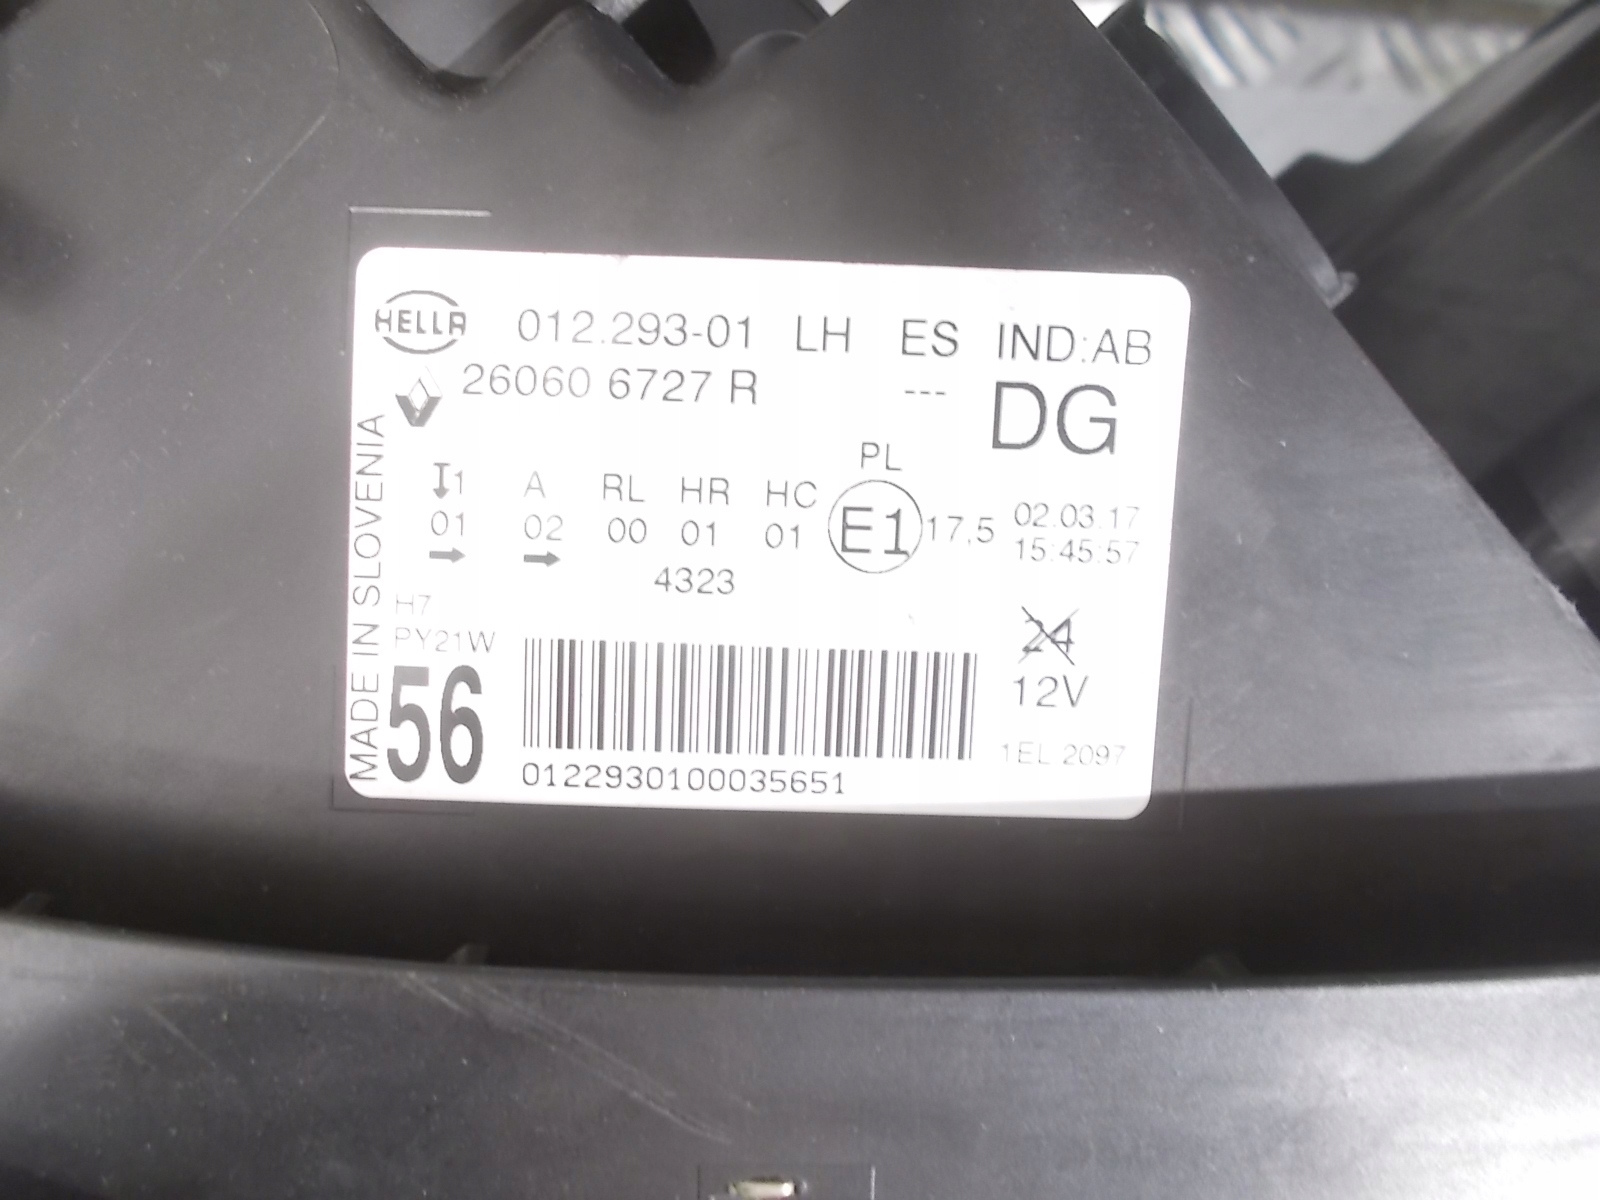 HELLA 012.293-01 LH ES IND:AB
26060 6727 R --- DG
MADE IN SLOVENIA
PL
1 A RL HR HC
01 02 00 01 01 E1 17,5
→ →
4323
02.03.17
15:45:57
H7
PY21W
56
24
12V
1EL 2097
0122930100035651